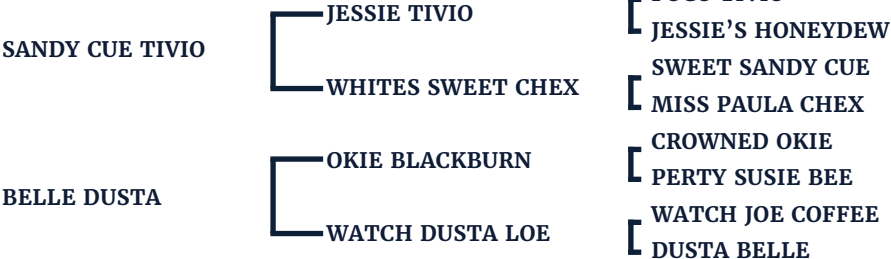 JESSIE TIVIO
JESSIE’S HONEYDEW
SANDY CUE TIVIO
SWEET SANDY CUE
WHITES SWEET CHEX
MISS PAULA CHEX
CROWNED OKIE
OKIE BLACKBURN
PERTY SUSIE BEE
BELLE DUSTA
WATCH JOE COFFEE
WATCH DUSTA LOE
DUSTA BELLE